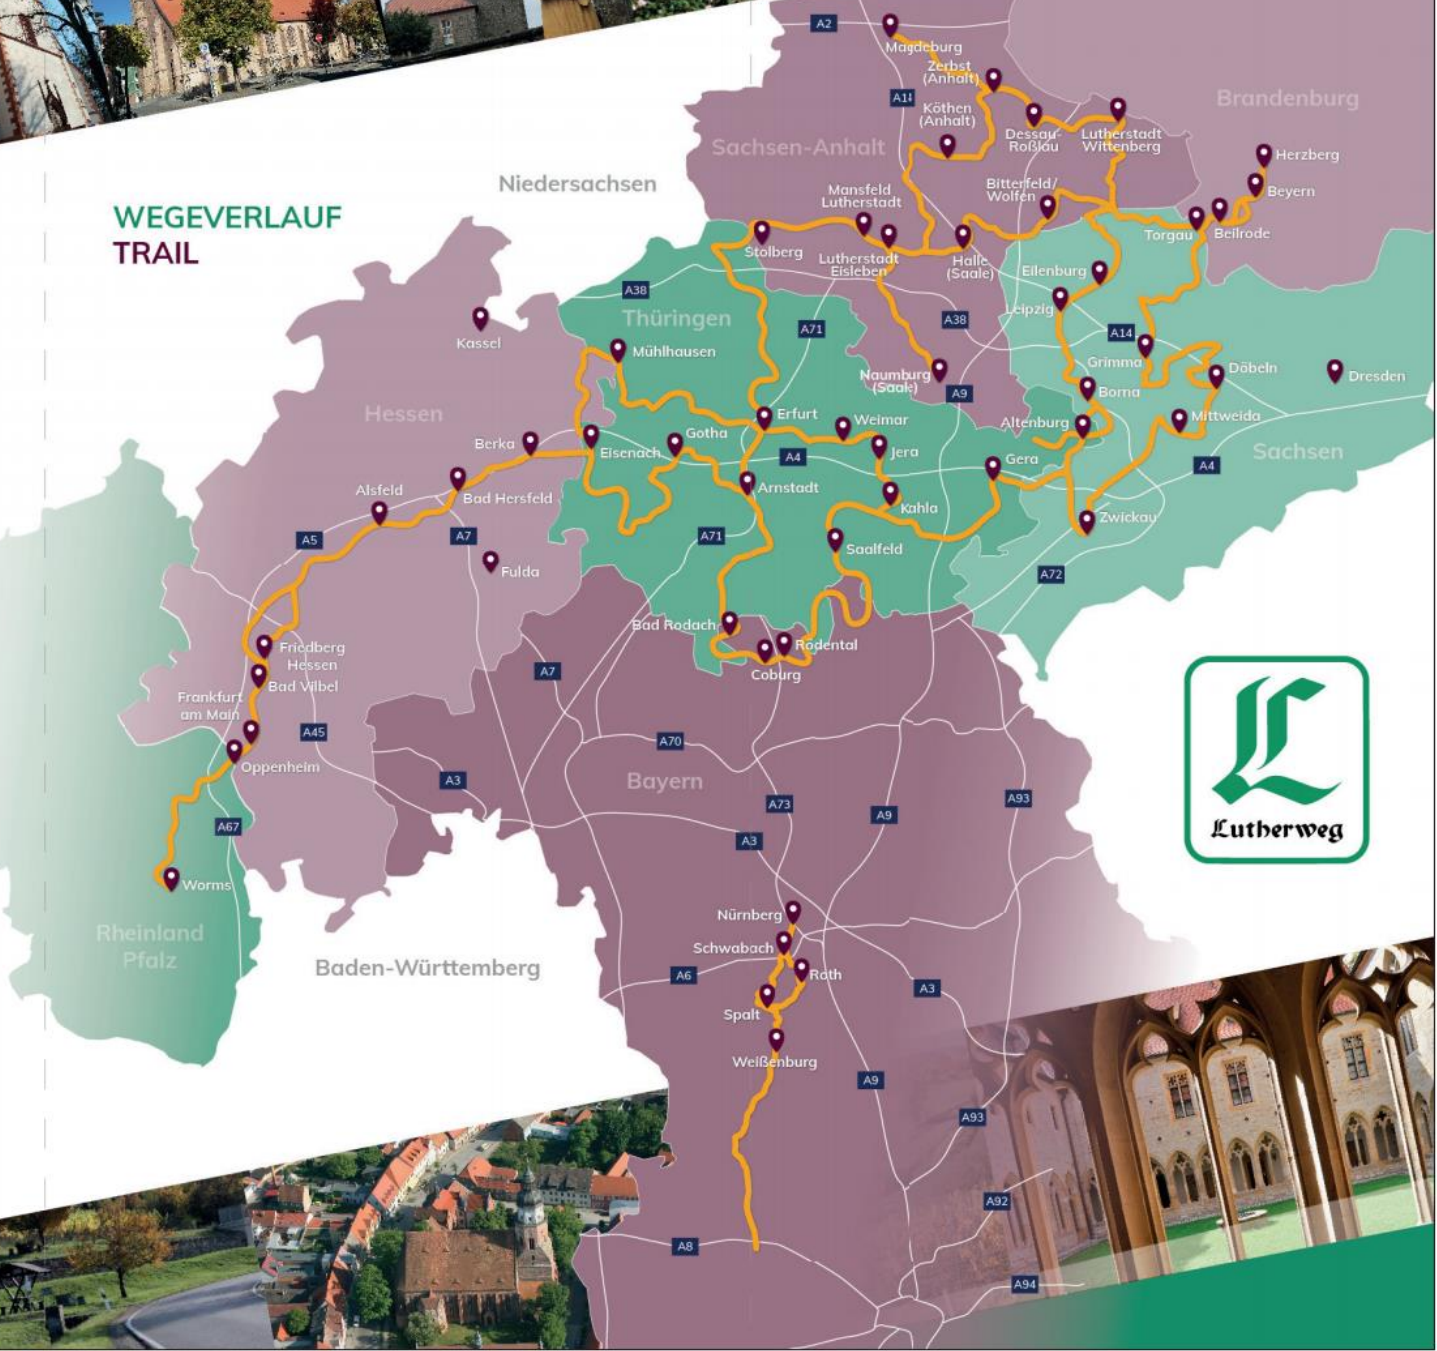 WEGEVERLAUF
TRAIL
Niedersachsen
Sachsen-Anhalt
Brandenburg
Thüringen
Hessen
Sachsen
Bayern
Rheinland
Pfalz
Baden-Württemberg
A2
Magdeburg
Zerbst
(Anhalt)
A14
Köthen
(Anhalt)
Dessau-
Roßlau
Lutherstadt
Wittenberg
Herzberg
Beyern
Beilrode
Torgau
Bitterfeld/
Wolfen
Mansfeld
Lutherstadt
Stolberg
Lutherstadt
Eisleben
Halle
(Saale)
Eilenburg
Leipzig
A38
A38
A71
A14
Grimma
Döbeln
Dresden
Kassel
Mühlhausen
Naumburg
(Saale)
A9
Borna
Mittweida
Altenburg
Erfurt
Weimar
Jera
Gotha
Eisenach
Berka
A4
Gera
A4
Arnstadt
Kahla
Zwickau
Alsfeld
Bad Hersfeld
A5
A7
A71
Saalfeld
Fulda
A72
Bad Rodach
Rödental
Coburg
Friedberg
Hessen
Bad Vilbel
Frankfurt
am Main
Oppenheim
A7
A45
A70
A3
A73
A9
A93
A67
A3
Worms
Nürnberg
Schwabach
Roth
A6
A3
Spalt
Weißenburg
A9
A93
A92
A8
A94
Lutherweg